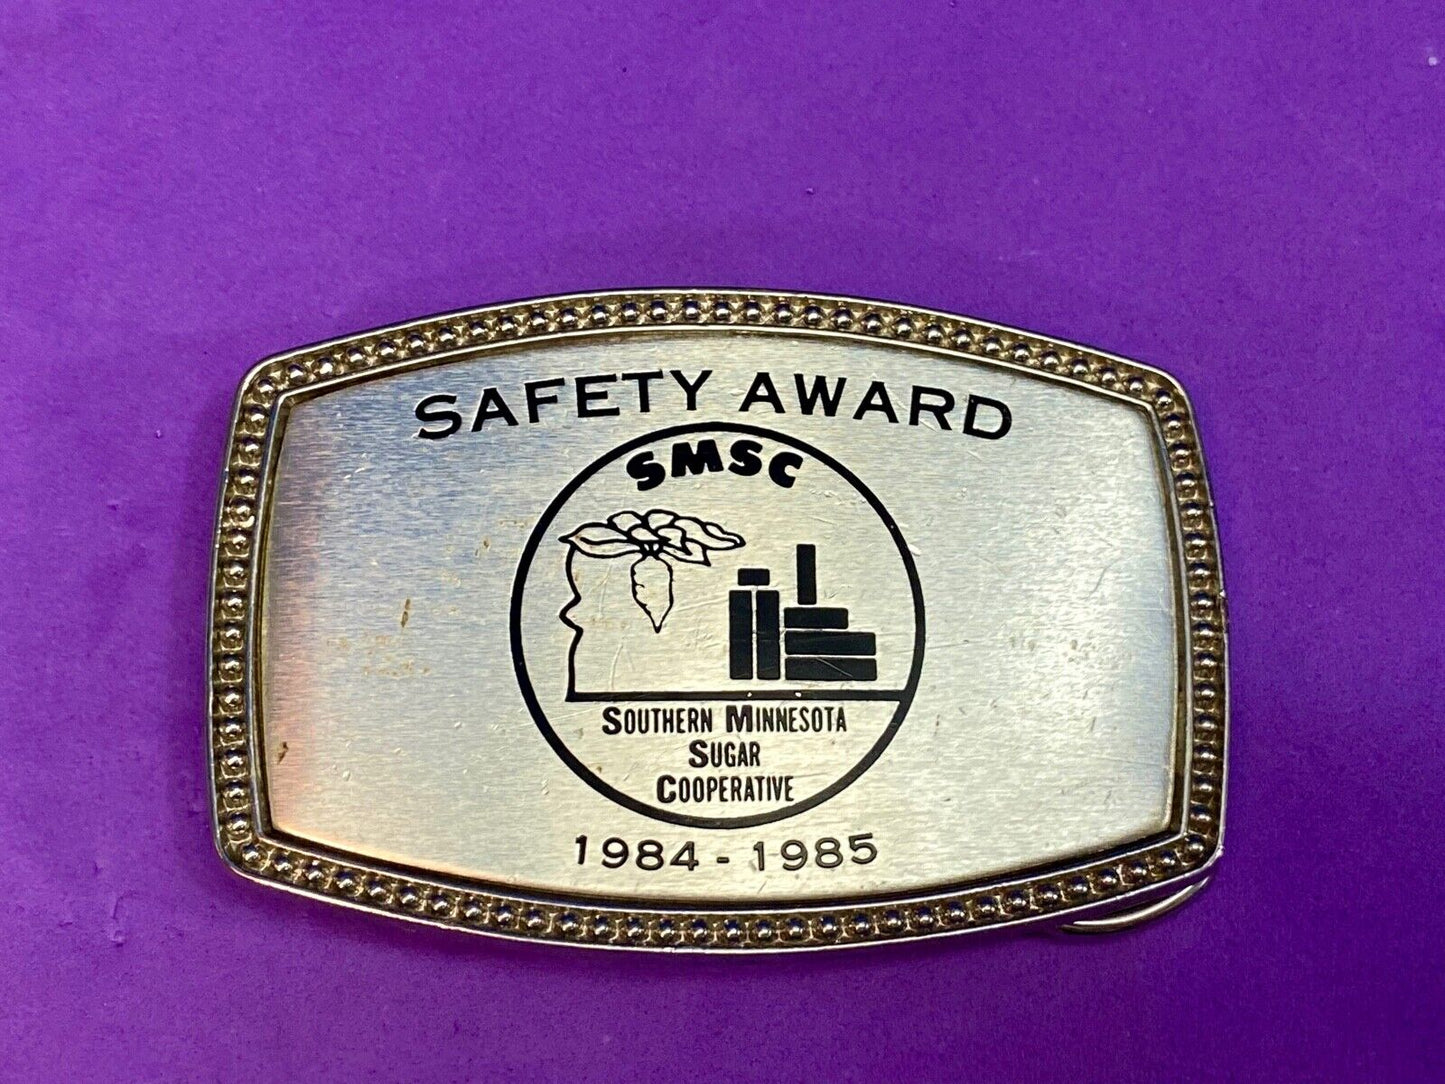 SAFETY AWARD
SMSC
SOUTHERN MINNESOTA
SUGAR
COOPERATIVE
1984 - 1985